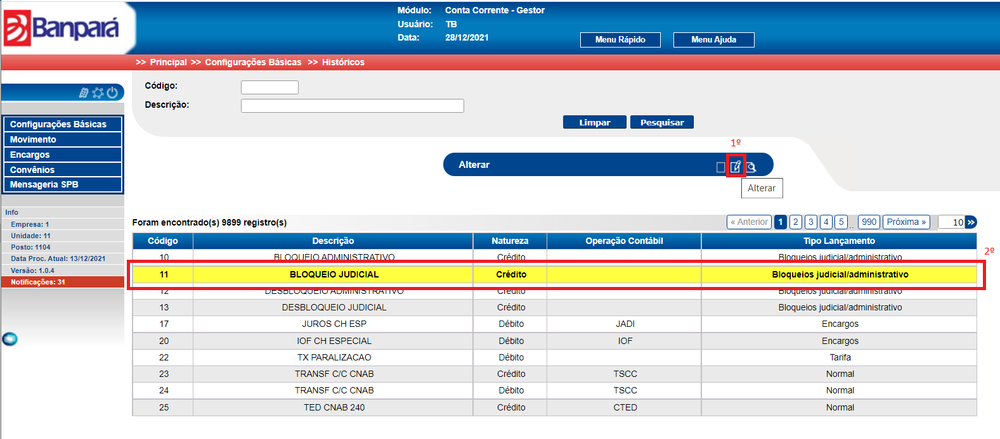 Banpará
Módulo: Conta Corrente - Gestor
Usuário: TB
Data: 28/12/2021
Menu Rápido Menu Ajuda
>> Principal >> Configurações Básicas >> Históricos
Código:
Descrição:
Limpar Pesquisar
Configurações Básicas
Movimento
Encargos
Convênios
Mensageria SPB
Info
Empresa: 1
Unidade: 11
Posto: 1104
Data Proc. Atual: 13/12/2021
Versão: 1.0.4
Notificações: 31
1º
Alterar
Alterar
Foram encontrado(s) 9899 registro(s)
« Anterior 1 2 3 4 5 .. 990 Próxima » 10 »
Código Descrição Natureza Operação Contábil Tipo Lançamento
2º
10 BLOQUEIO ADMINISTRATIVO Crédito Bloqueios judicial/administrativo
11 BLOQUEIO JUDICIAL Crédito Bloqueios judicial/administrativo
12 DESBLOQUEIO ADMINISTRATIVO Crédito Bloqueios judicial/administrativo
13 DESBLOQUEIO JUDICIAL Crédito Bloqueios judicial/administrativo
17 JUROS CH ESP Débito JADI Encargos
20 IOF CH ESPECIAL Débito IOF Encargos
22 TX PARALIZACAO Débito Tarifa
23 TRANSF C/C CNAB Crédito TSCC Normal
24 TRANSF C/C CNAB Débito TSCC Normal
25 TED CNAB 240 Crédito CTED Normal